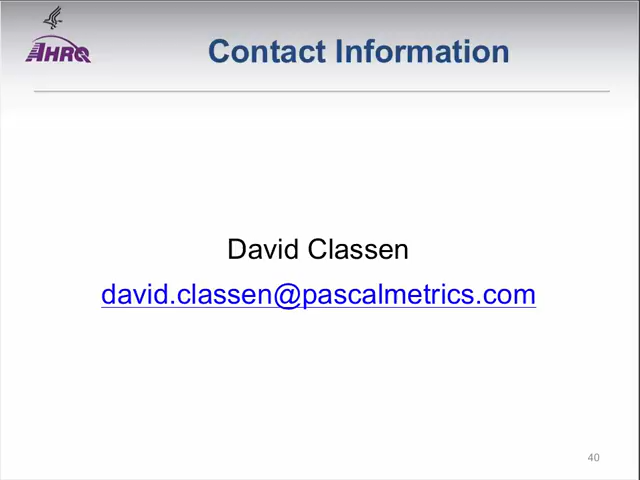 AHRQ
Contact Information
David Classen
david.classen@pascalmetrics.com
40